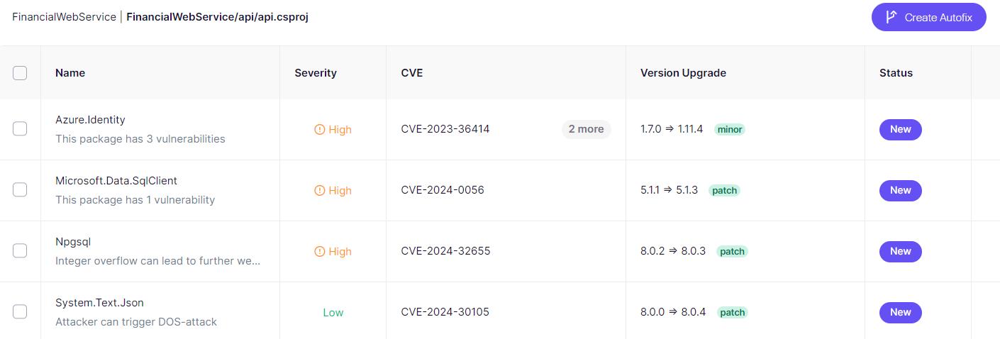 FinancialWebService | FinancialWebService/api/api.csproj
Create Autofix
Name Severity CVE Version Upgrade Status
Azure.Identity
This package has 3 vulnerabilities
High
CVE-2023-36414
2 more
1.7.0 ⇒ 1.11.4 minor
New
Microsoft.Data.SqlClient
This package has 1 vulnerability
High
CVE-2024-0056
5.1.1 ⇒ 5.1.3 patch
New
Npgsql
Integer overflow can lead to further we...
High
CVE-2024-32655
8.0.2 ⇒ 8.0.3 patch
New
System.Text.Json
Attacker can trigger DOS-attack
Low
CVE-2024-30105
8.0.0 ⇒ 8.0.4 patch
New